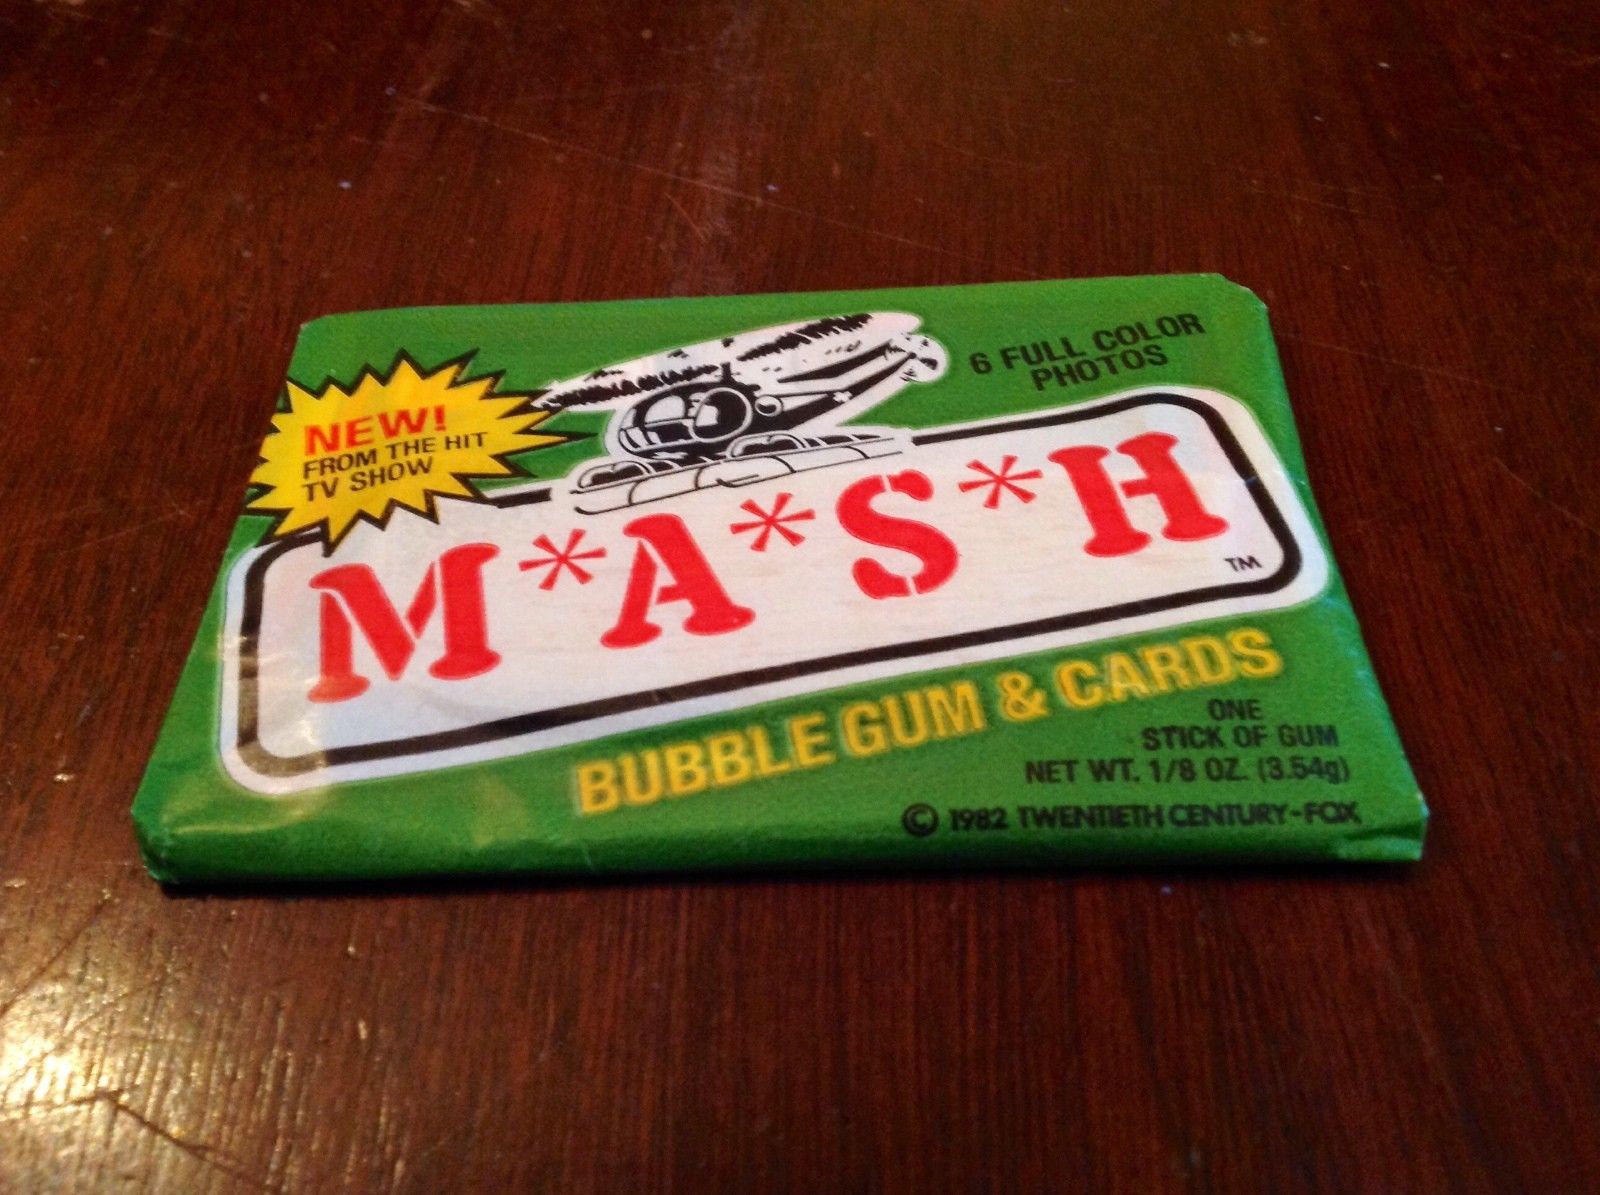 NEW!
FROM THE HIT
TV SHOW
6 FULL COLOR
PHOTOS
M*A*S*H
TM
BUBBLE GUM & CARDS
ONE
STICK OF GUM
NET WT. 1/8 OZ. (3.54g)
© 1982 TWENTIETH CENTURY-FOX